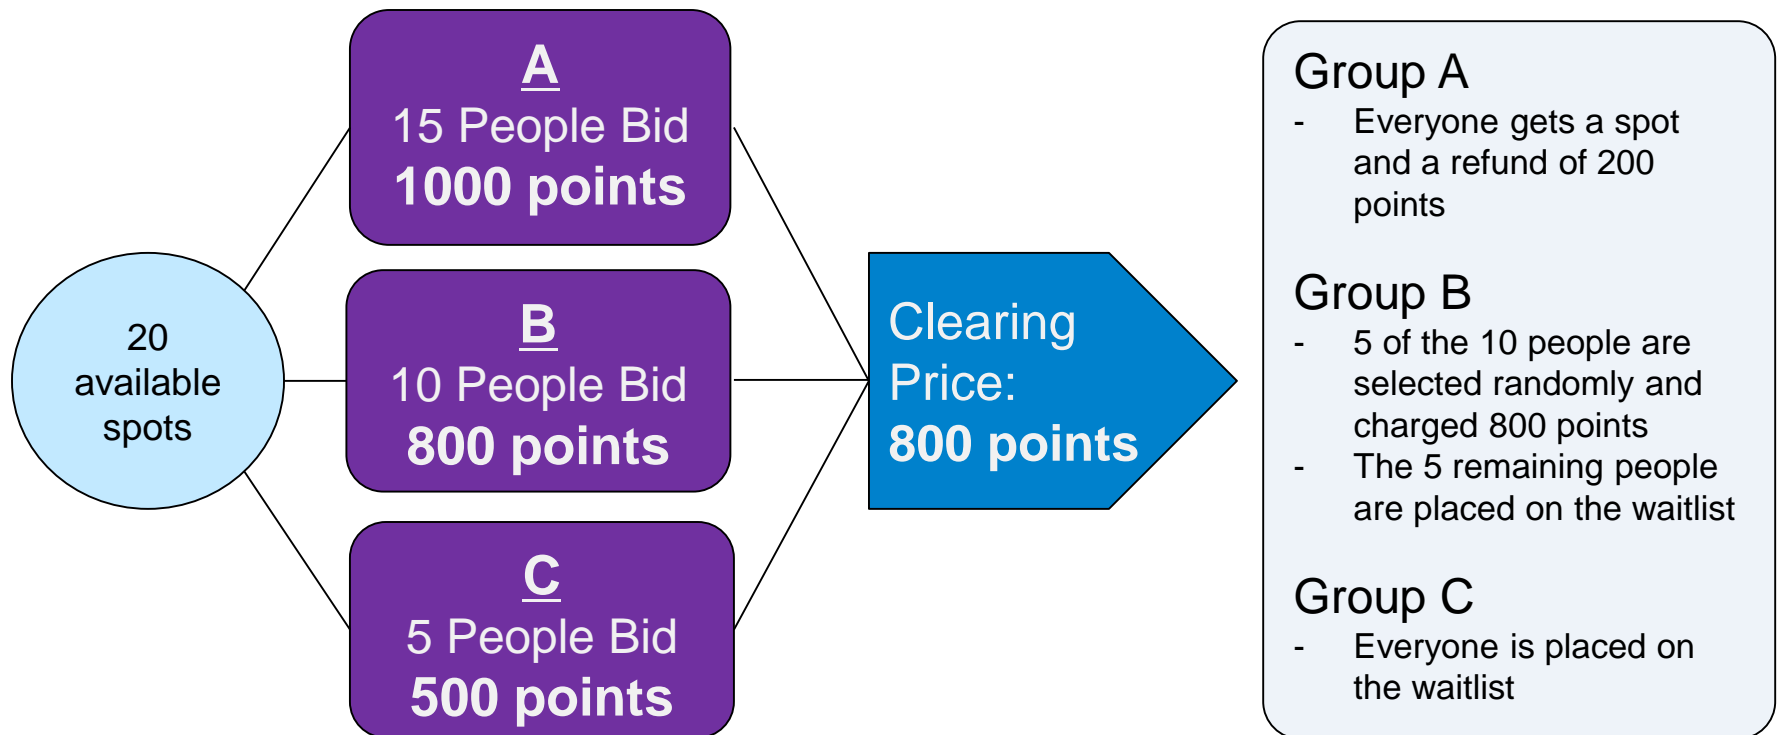 20
available
spots
A
15 People Bid
1000 points
B
10 People Bid
800 points
C
5 People Bid
500 points
Clearing
Price:
800 points
Group A
- Everyone gets a spot
and a refund of 200
points
Group B
- 5 of the 10 people are
selected randomly and
charged 800 points
- The 5 remaining people
are placed on the waitlist
Group C
- Everyone is placed on
the waitlist